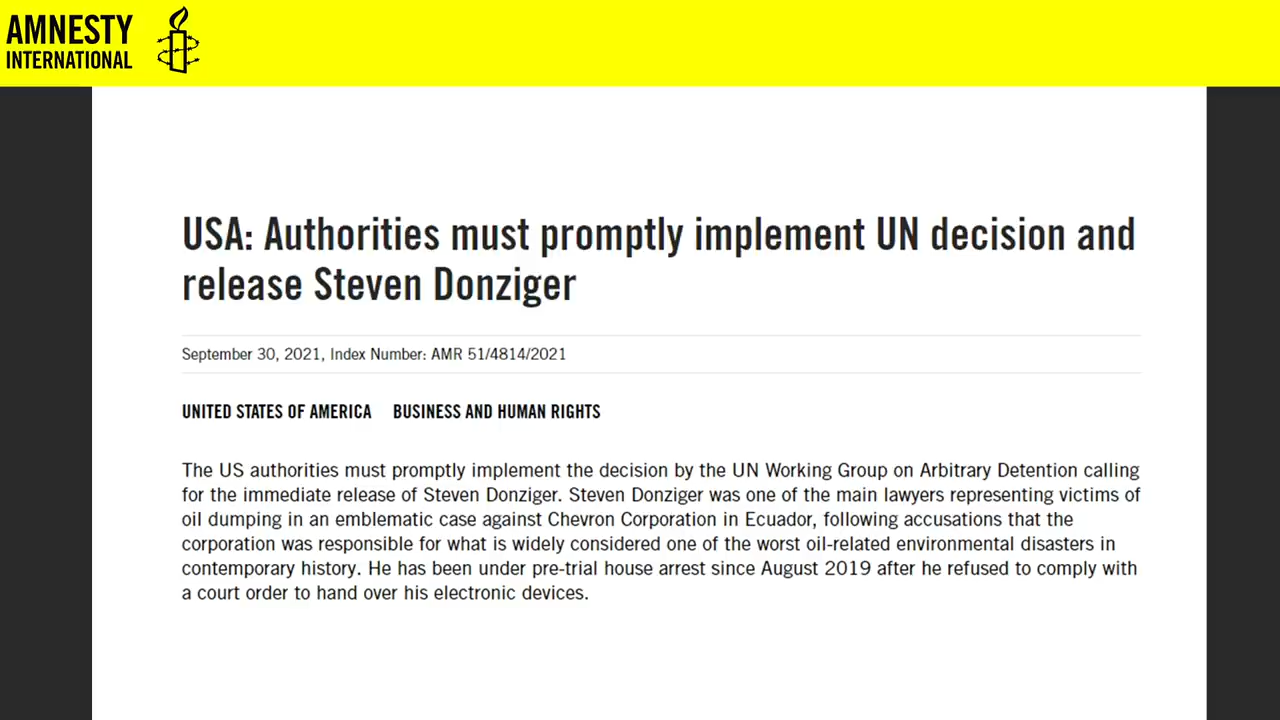 AMNESTY
INTERNATIONAL
USA: Authorities must promptly implement UN decision and
release Steven Donziger
September 30, 2021, Index Number: AMR 51/4814/2021
UNITED STATES OF AMERICA BUSINESS AND HUMAN RIGHTS
The US authorities must promptly implement the decision by the UN Working Group on Arbitrary Detention calling
for the immediate release of Steven Donziger. Steven Donziger was one of the main lawyers representing victims of
oil dumping in an emblematic case against Chevron Corporation in Ecuador, following accusations that the
corporation was responsible for what is widely considered one of the worst oil-related environmental disasters in
contemporary history. He has been under pre-trial house arrest since August 2019 after he refused to comply with
a court order to hand over his electronic devices.